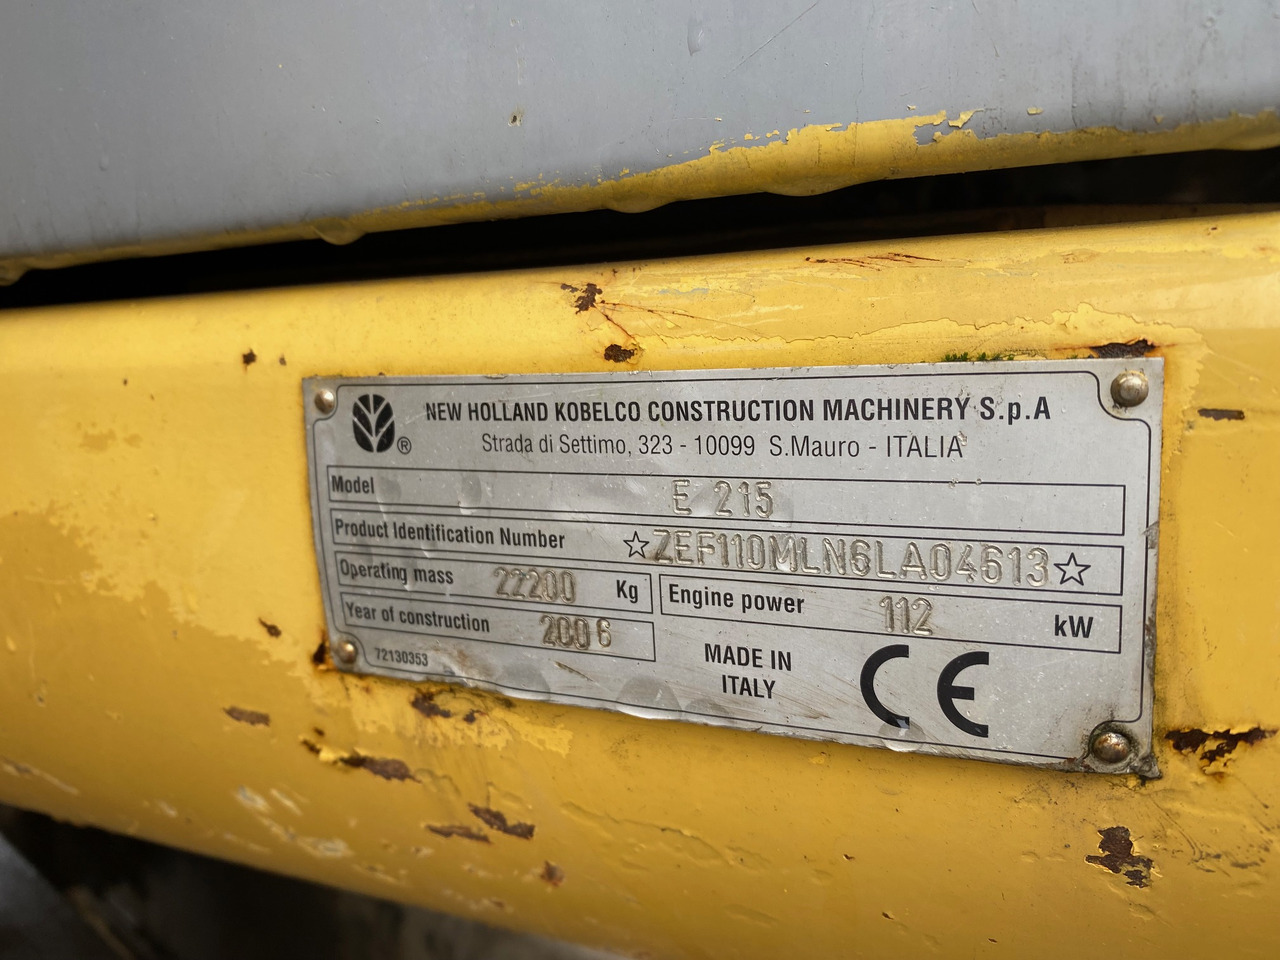 NEW HOLLAND KOBELCO CONSTRUCTION MACHINERY S.p.A
Strada di Settimo, 323 - 10099 S.Mauro - ITALIA
®
Model E 215
Product Identification Number ☆ZEF110MLN6LA04613☆
Operating mass 22200 Kg
Engine power 112 kW
Year of construction 2006
72130353
MADE IN
ITALY
CE